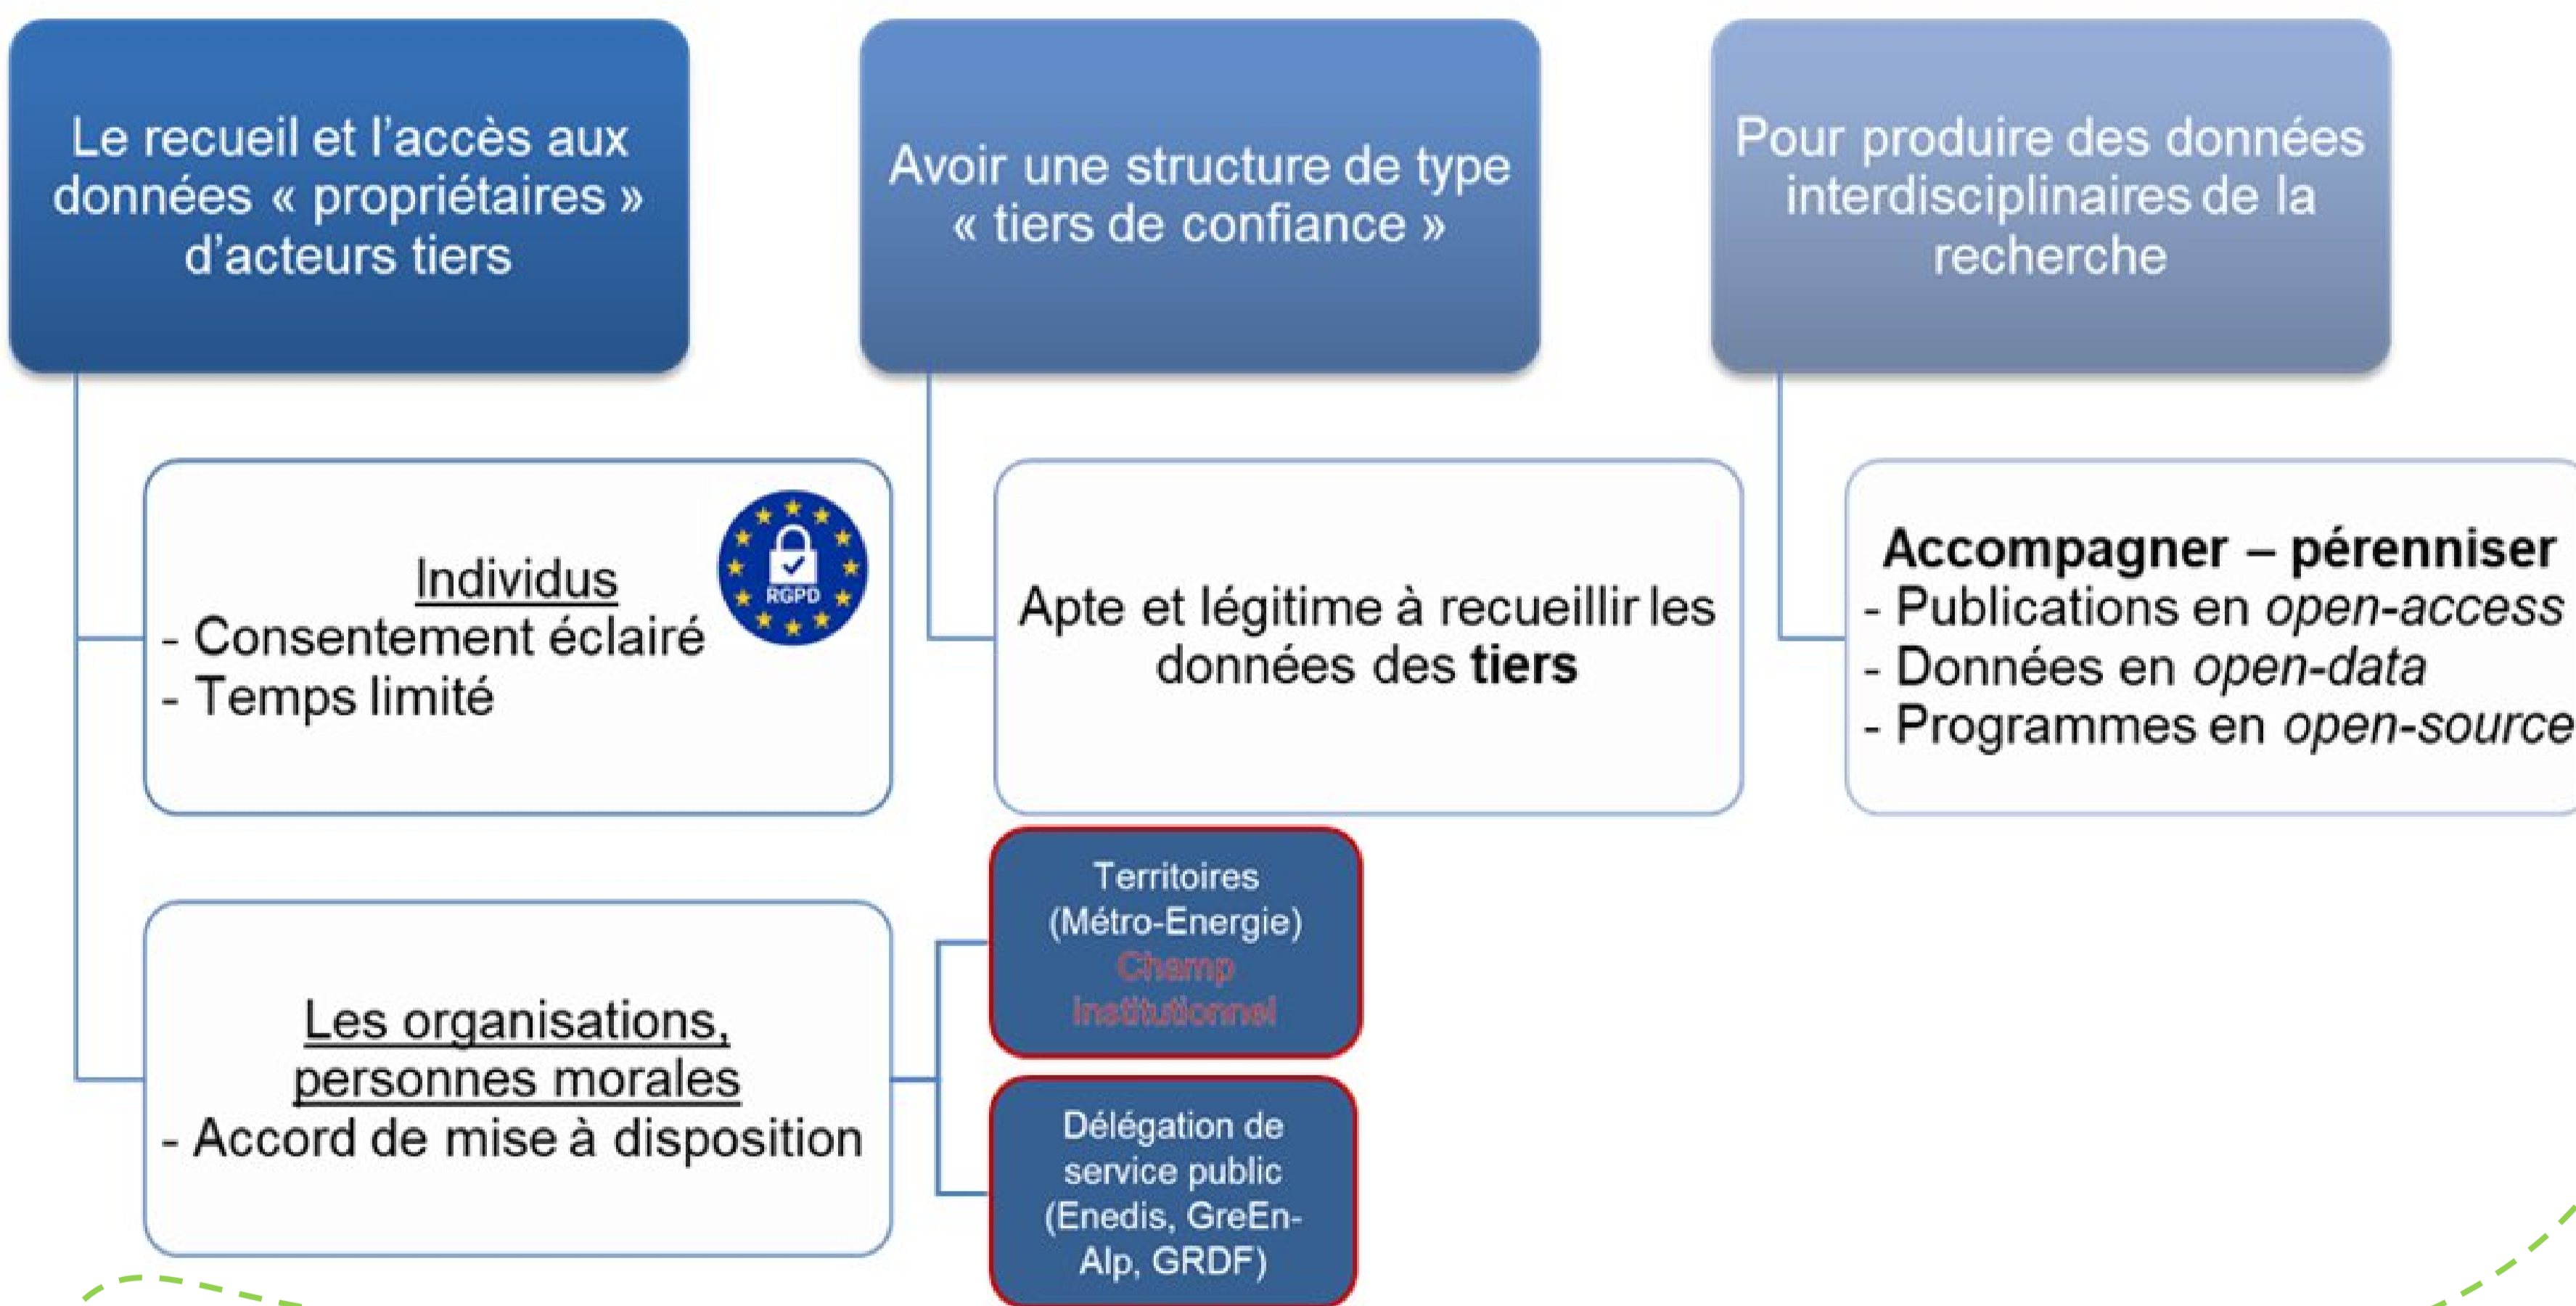 Le recueil et l'accès aux
données « propriétaires »
d'acteurs tiers
Individus
- Consentement éclairé
- Temps limité
RGPD
Les organisations,
personnes morales
- Accord de mise à disposition
Territoires
(Métro-Energie)
Champ
institutionnel
Délégation de
service public
(Enedis, GreEn-
Alp, GRDF)
Avoir une structure de type
« tiers de confiance »
Apte et légitime à recueillir les
données des tiers
Pour produire des données
interdisciplinaires de la
recherche
Accompagner – pérenniser
- Publications en open-access
- Données en open-data
- Programmes en open-source